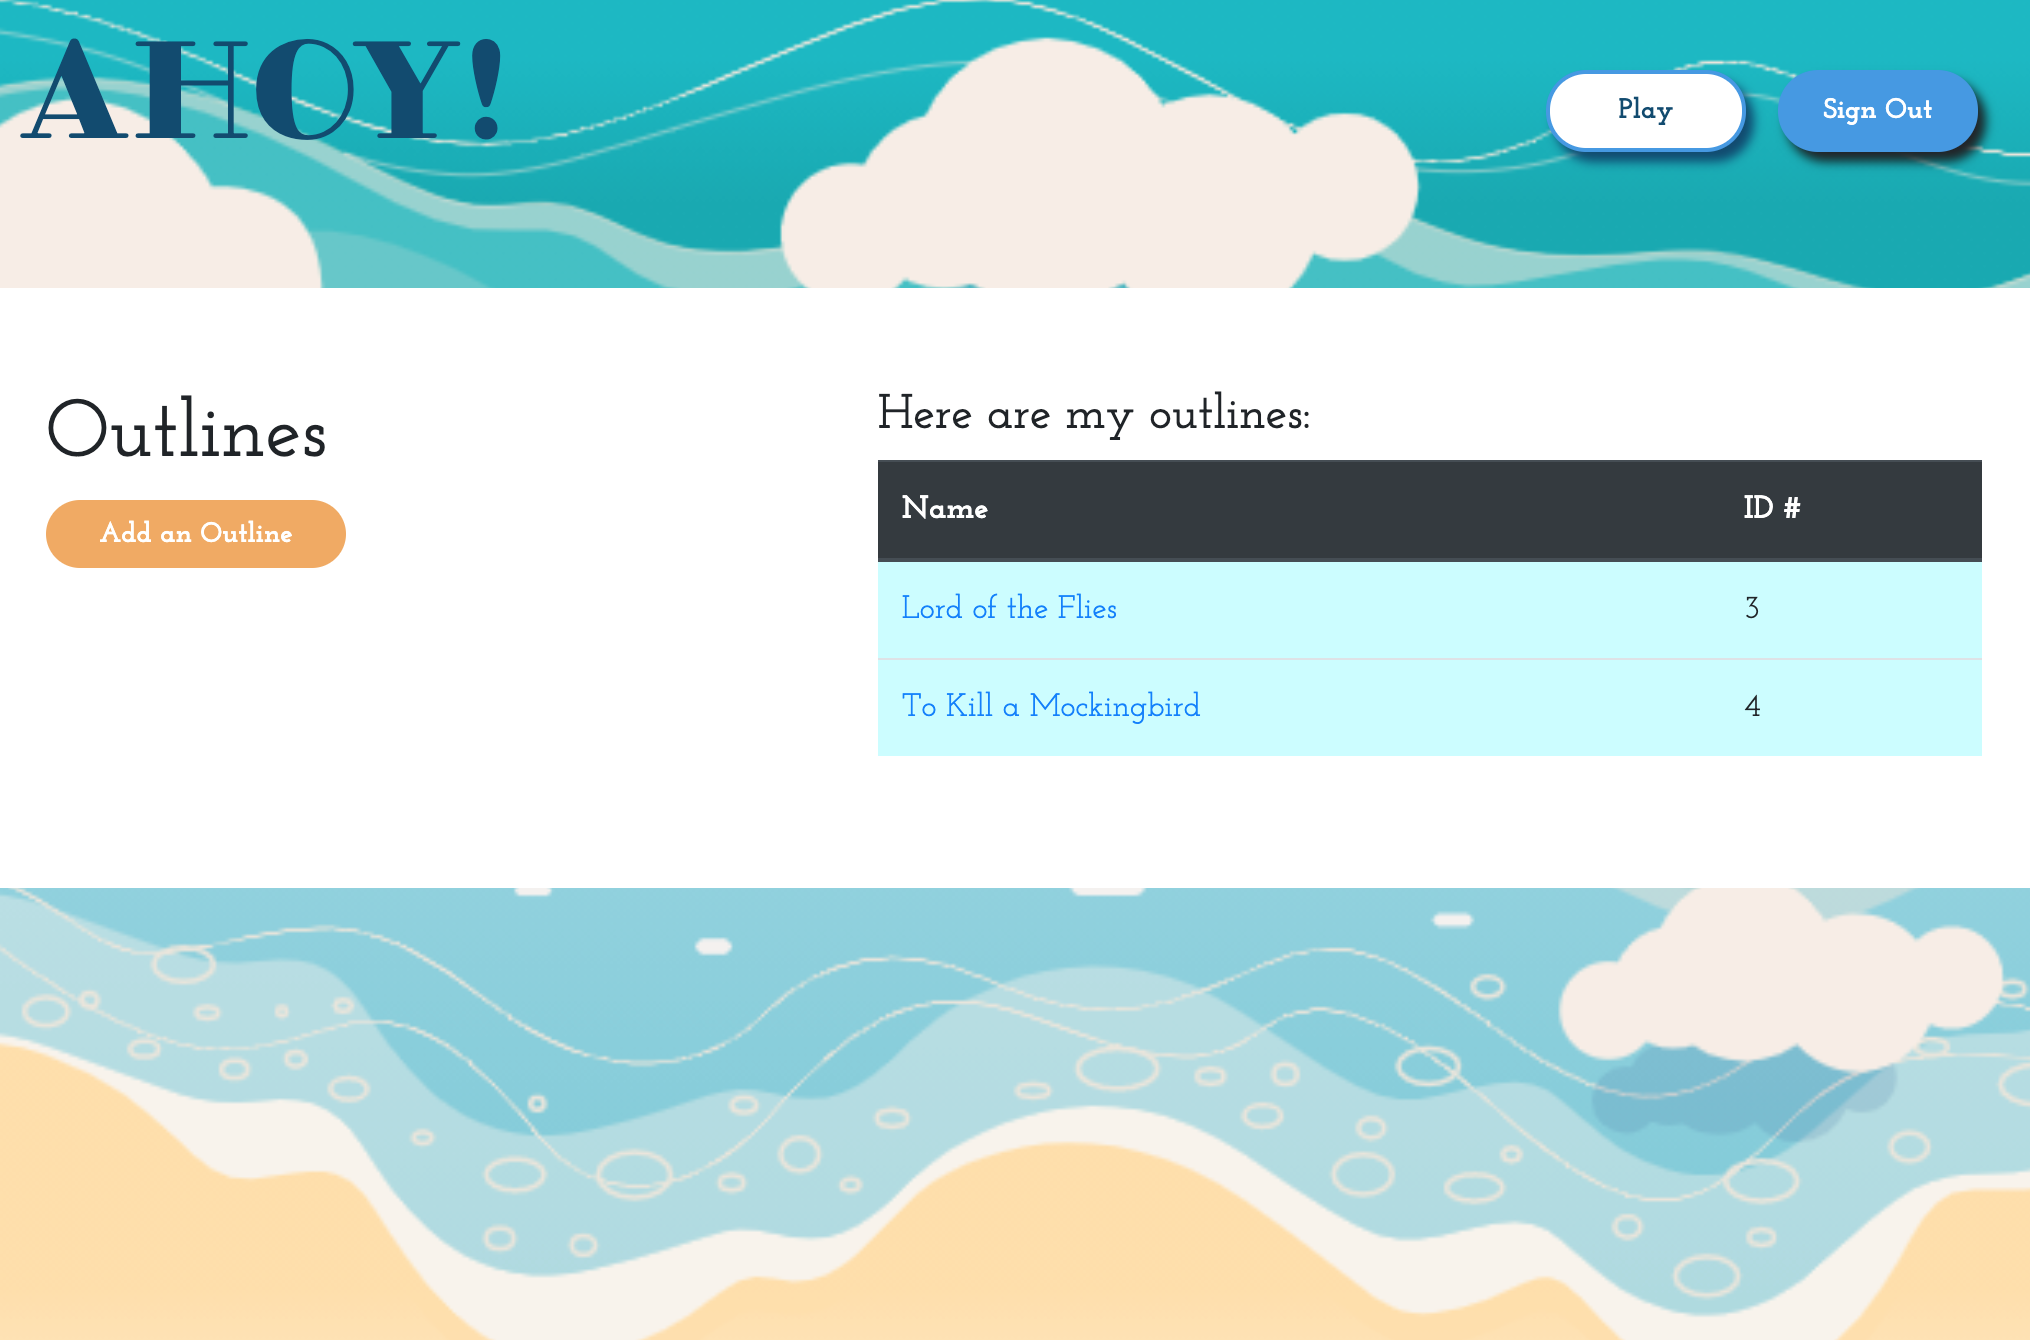 AHOY!
Play
Sign Out
Outlines
Add an Outline
Here are my outlines:
Name ID #
Lord of the Flies 3
To Kill a Mockingbird 4